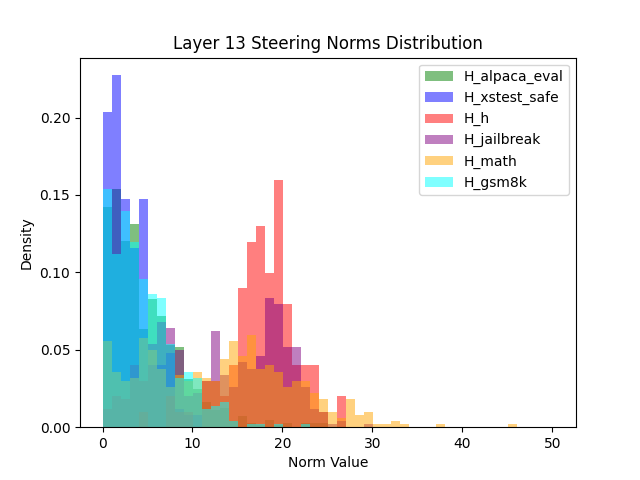 Layer 13 Steering Norms Distribution
H_alpaca_eval
H_xstest_safe
H_h
H_jailbreak
H_math
H_gsm8k
Density
0.20
0.15
0.10
0.05
0.00
0 10 20 30 40 50
Norm Value